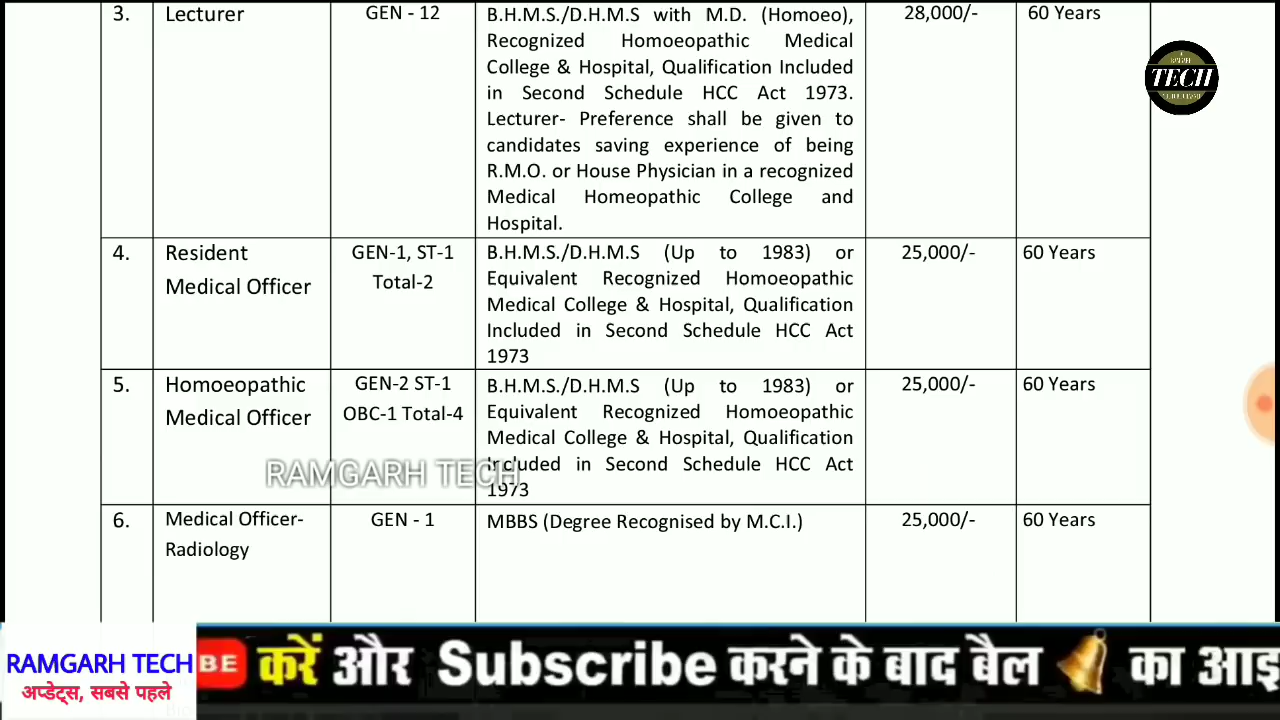 3. Lecturer GEN - 12 B.H.M.S./D.H.M.S with M.D. (Homoeo), 28,000/- 60 Years
Recognized Homoeopathic Medical
College & Hospital, Qualification Included
in Second Schedule HCC Act 1973.
Lecturer- Preference shall be given to
candidates saving experience of being
R.M.O. or House Physician in a recognized
Medical Homeopathic College and
Hospital.
TECH
4. Resident GEN-1, ST-1 B.H.M.S./D.H.M.S (Up to 1983) or 25,000/- 60 Years
Medical Officer Total-2 Equivalent Recognized Homoeopathic
Medical College & Hospital, Qualification
Included in Second Schedule HCC Act
1973
5. Homoeopathic GEN-2 ST-1 B.H.M.S./D.H.M.S (Up to 1983) or 25,000/- 60 Years
Medical Officer OBC-1 Total-4 Equivalent Recognized Homoeopathic
Medical College & Hospital, Qualification
Included in Second Schedule HCC Act
1973
RAMGARH TECH
6. Medical Officer- GEN - 1 MBBS (Degree Recognised by M.C.I.) 25,000/- 60 Years
Radiology
RAMGARH TECH
अप्डेट्स, सबसे पहले
BE करें और Subscribe करने के बाद बैल का आइ